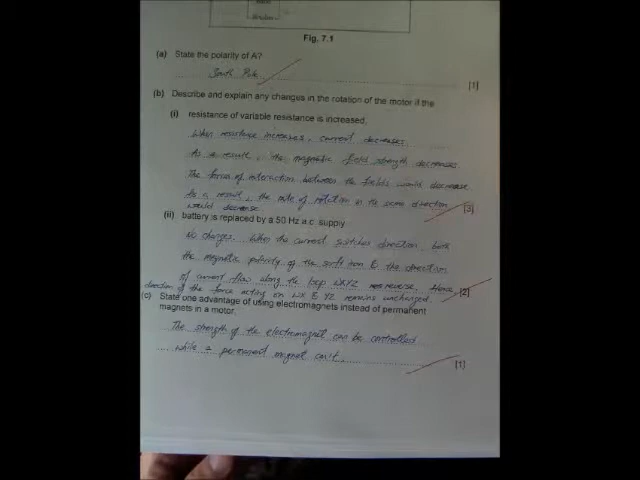 Fig. 7.1
(a) State the polarity of A?
South Pole
[1]
(b) Describe and explain any changes in the rotation of the motor if the
(i) resistance of variable resistance is increased.
When resistance increases, current decreases.
As a result, the magnetic field strength decreases.
The force of interaction between the fields would decrease
As a result, the rate of rotation in the same direction
would decrease.
[3]
(ii) battery is replaced by a 50 Hz a.c. supply
No changes. When the current switches direction, both
the magnetic polarity of the soft iron & the direction
of current flow along the loop WXYZ reverse. Hence
direction of the force acting on WX & YZ remains unchanged.
[2]
(c) State one advantage of using electromagnets instead of permanent
magnets in a motor.
The strength of the electromagnet can be controlled
while a permanent magnet can't.
[1]